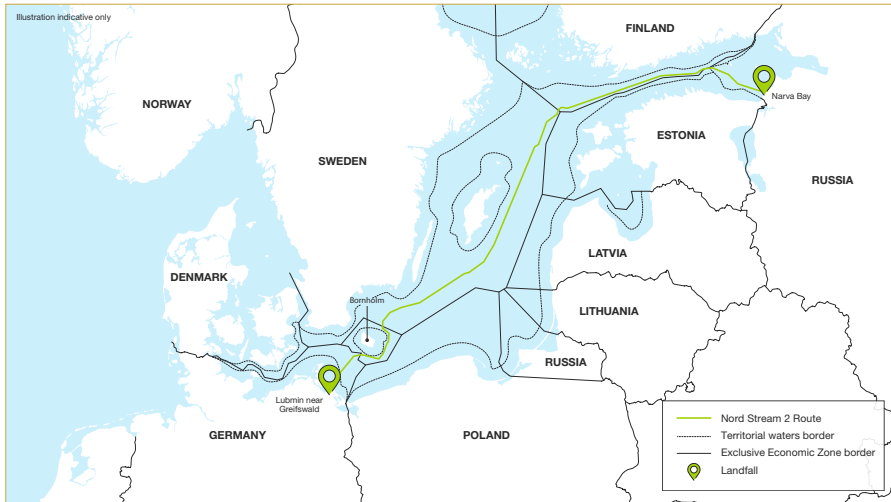 Illustration indicative only
FINLAND
NORWAY
Narva Bay
ESTONIA
SWEDEN
RUSSIA
LATVIA
DENMARK
Bornholm
LITHUANIA
RUSSIA
Lubmin near
Greifswald
GERMANY
POLAND
Nord Stream 2 Route
Territorial waters border
Exclusive Economic Zone border
Landfall